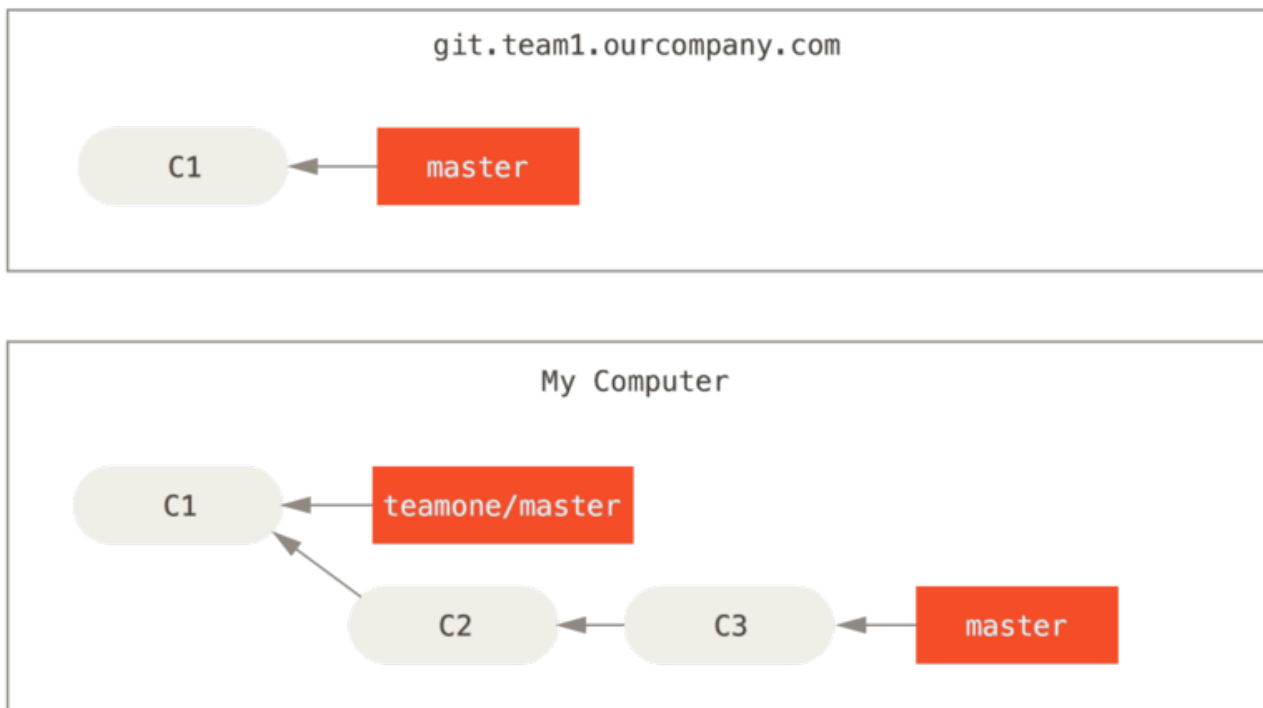 git.team1.ourcompany.com
C1
master
My Computer
C1
teamone/master
C2
C3
master